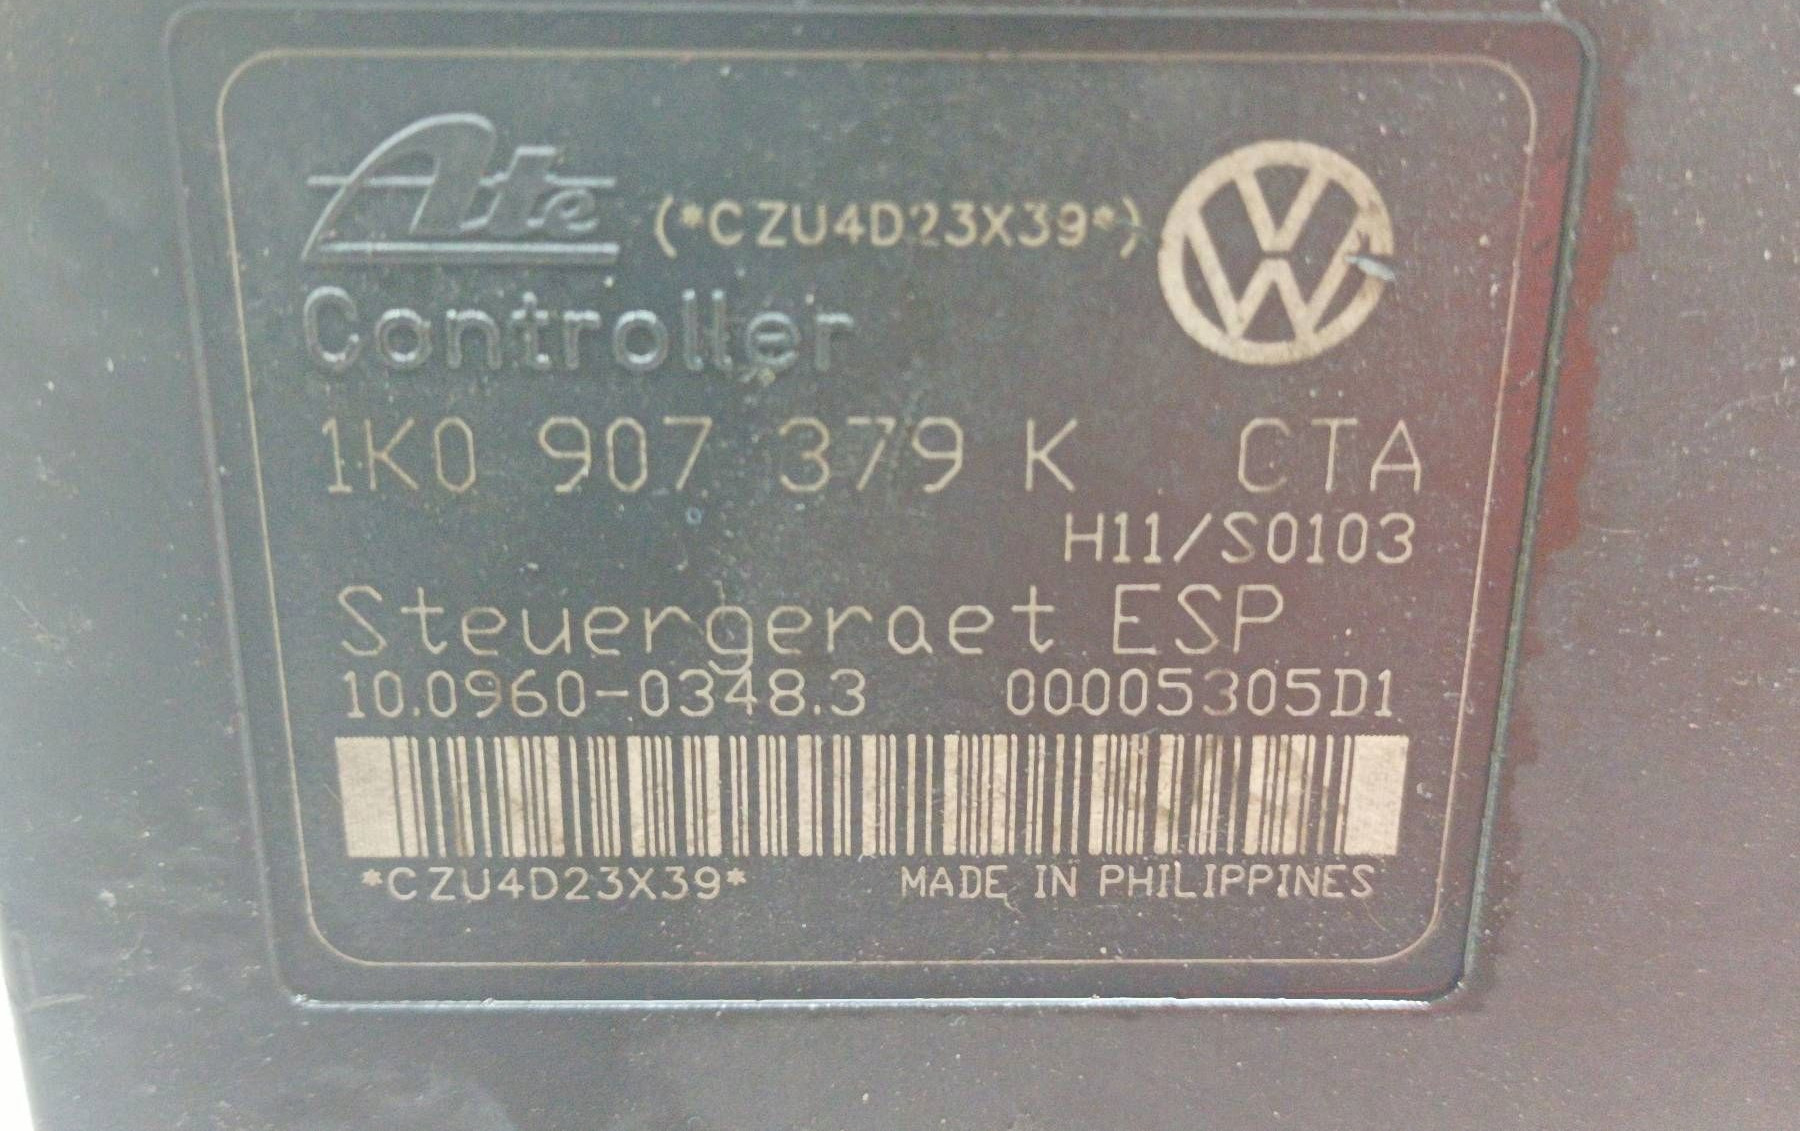 Ate (*CZU4D23X39*)
Controller
1K0 907 379 K CTA
H11/S0103
Steuergeraet ESP
10.0960-0348.3 00005305D1
*CZU4D23X39* MADE IN PHILIPPINES